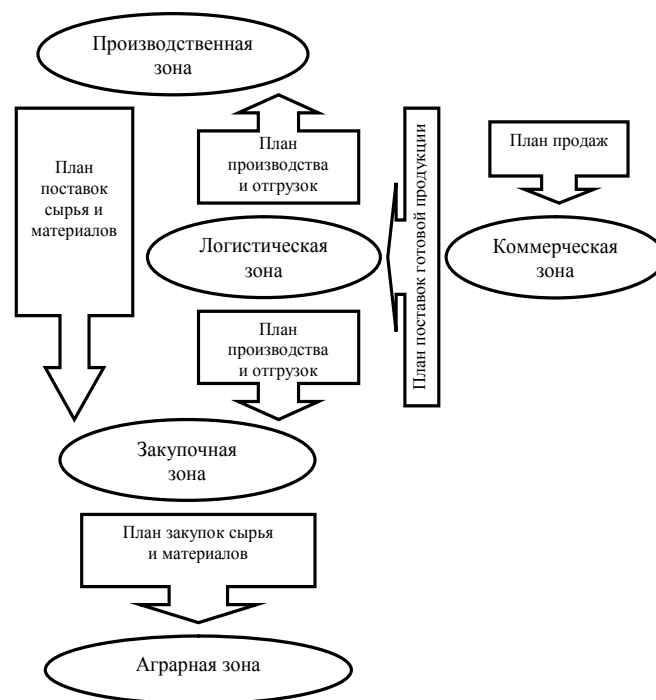 Производственная
зона
План
поставок
сырья и
материалов
План
производства
и отгрузок
План поставок готовой продукции
План продаж
Логистическая
зона
Коммерческая
зона
План
производства
и отгрузок
Закупочная
зона
План закупок сырья
и материалов
Аграрная зона